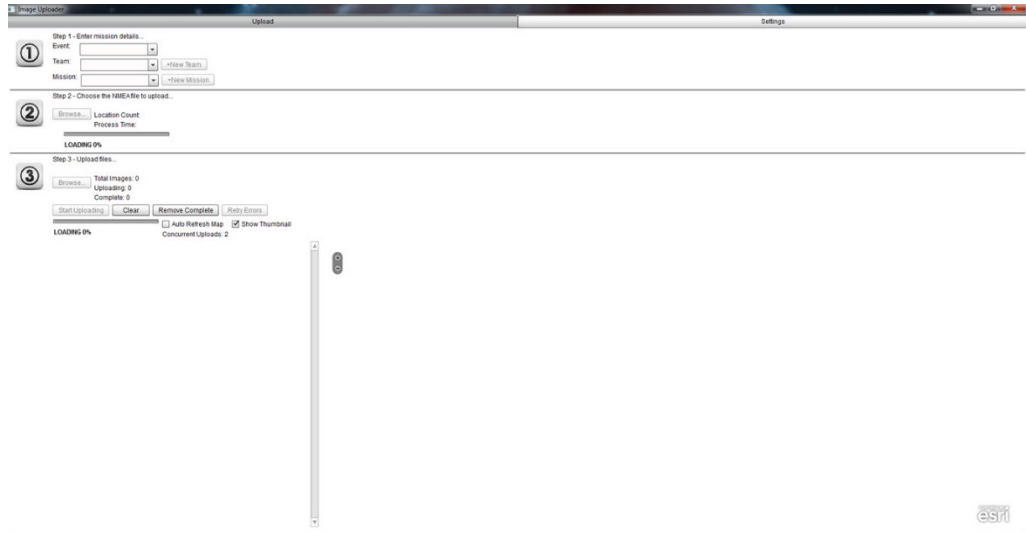 Image Uploader
Upload Settings
1
Step 1 - Enter mission details...
Event:
Team: +New Team
Mission: +New Mission
2
Step 2 - Choose the NMEA file to upload...
Browse... Location Count:
Process Time:
LOADING 0%
3
Step 3 - Upload files...
Browse... Total Images: 0
Uploading: 0
Complete: 0
Start Uploading Clear Remove Complete Retry Errors
Auto Refresh Map Show Thumbnail
LOADING 0% Concurrent Uploads: 2
esri